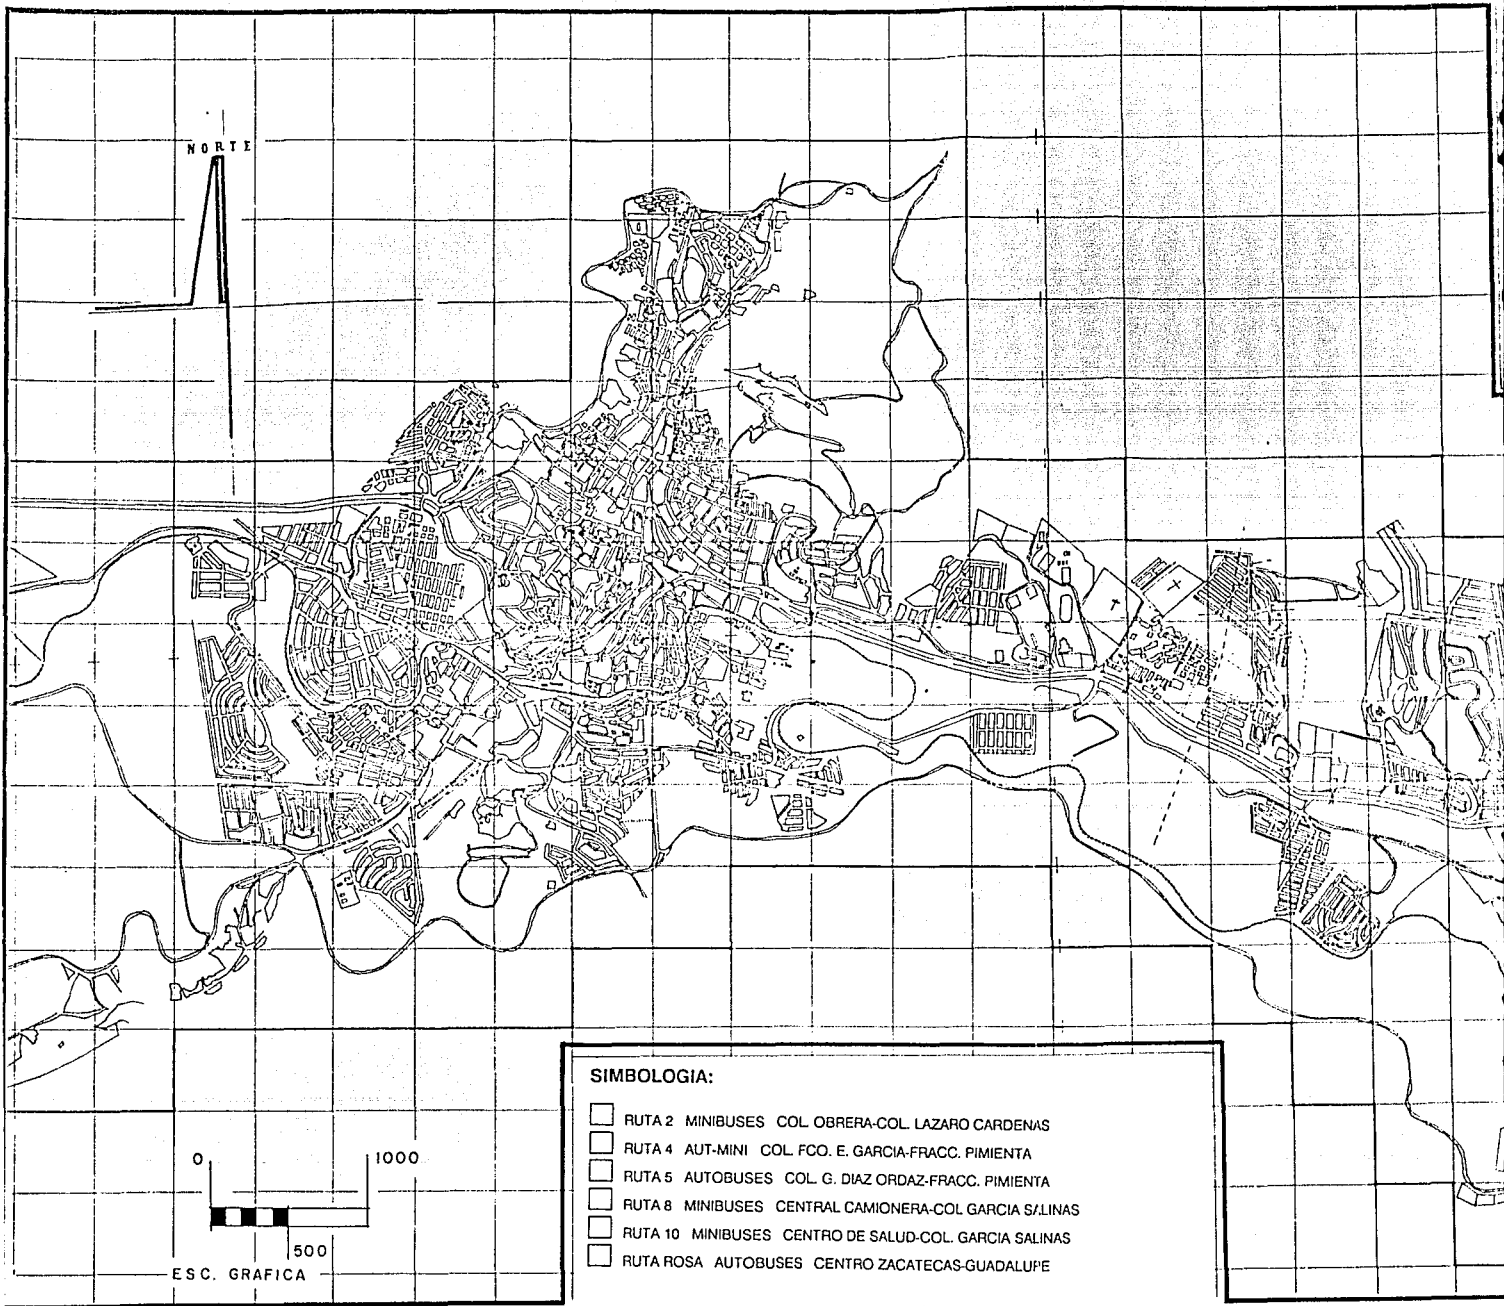 NORTE
SIMBOLOGIA:
RUTA 2 MINIBUSES COL. OBRERA-COL. LAZARO CARDENAS
RUTA 4 AUT-MINI COL. FCO. E. GARCIA-FRACC. PIMIENTA
RUTA 5 AUTOBUSES COL. G. DIAZ ORDAZ-FRACC. PIMIENTA
RUTA 8 MINIBUSES CENTRAL CAMIONERA-COL GARCIA SALINAS
RUTA 10 MINIBUSES CENTRO DE SALUD-COL. GARCIA SALINAS
RUTA ROSA AUTOBUSES CENTRO ZACATECAS-GUADALUPE
0 1000
500
ESC. GRAFICA